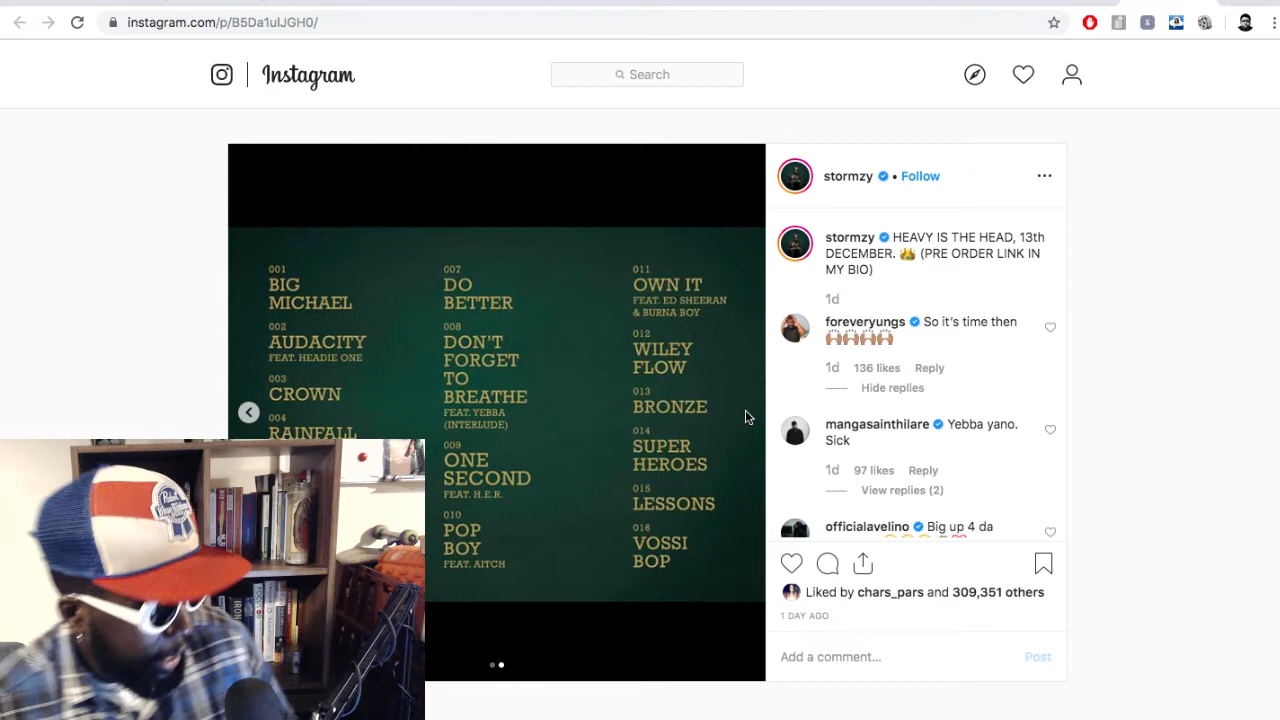 instagram.com/p/B5Da1ulJGH0/
Instagram
Search
001
BIG
MICHAEL
002
AUDACITY
FEAT. HEADIE ONE
003
CROWN
004
RAINFALL
007
DO
BETTER
008
DON'T
FORGET
TO
BREATHE
FEAT. YEBBA
(INTERLUDE)
009
ONE
SECOND
FEAT. H.E.R.
010
POP
BOY
FEAT. AITCH
011
OWN IT
FEAT. ED SHEERAN
& BURNA BOY
012
WILEY
FLOW
013
BRONZE
014
SUPER
HEROES
015
LESSONS
016
VOSSI
BOP
stormzy • Follow
stormzy HEAVY IS THE HEAD, 13th
DECEMBER. (PRE ORDER LINK IN
MY BIO)
1d
foreveryungs So it's time then
1d 136 likes Reply
Hide replies
mangasainthilare Yebba yano.
Sick
1d 97 likes Reply
View replies (2)
officialavelino Big up 4 da
Liked by chars_pars and 309,351 others
1 DAY AGO
Add a comment... Post
Pabst